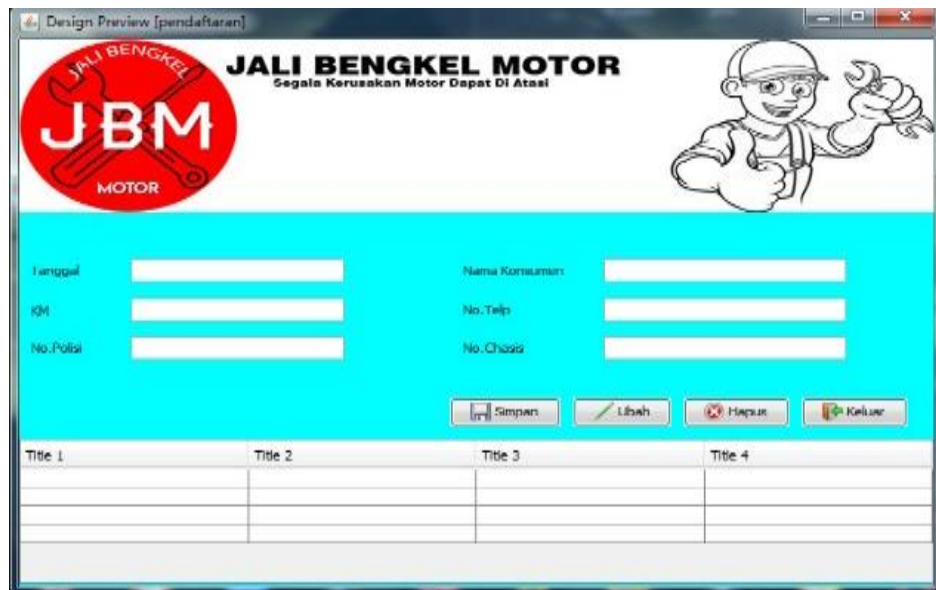 Design Preview [pendaftaran]
JALI BENGKEL
JBM
MOTOR
JALI BENGKEL MOTOR
Segala Kerusakan Motor Dapat Di Atasi
Tanggal
Nama Konsumen
KM
No.Telp
No.Polisi
No.Chasis
Simpan
Ubah
Hapus
Keluar
Title 1
Title 2
Title 3
Title 4